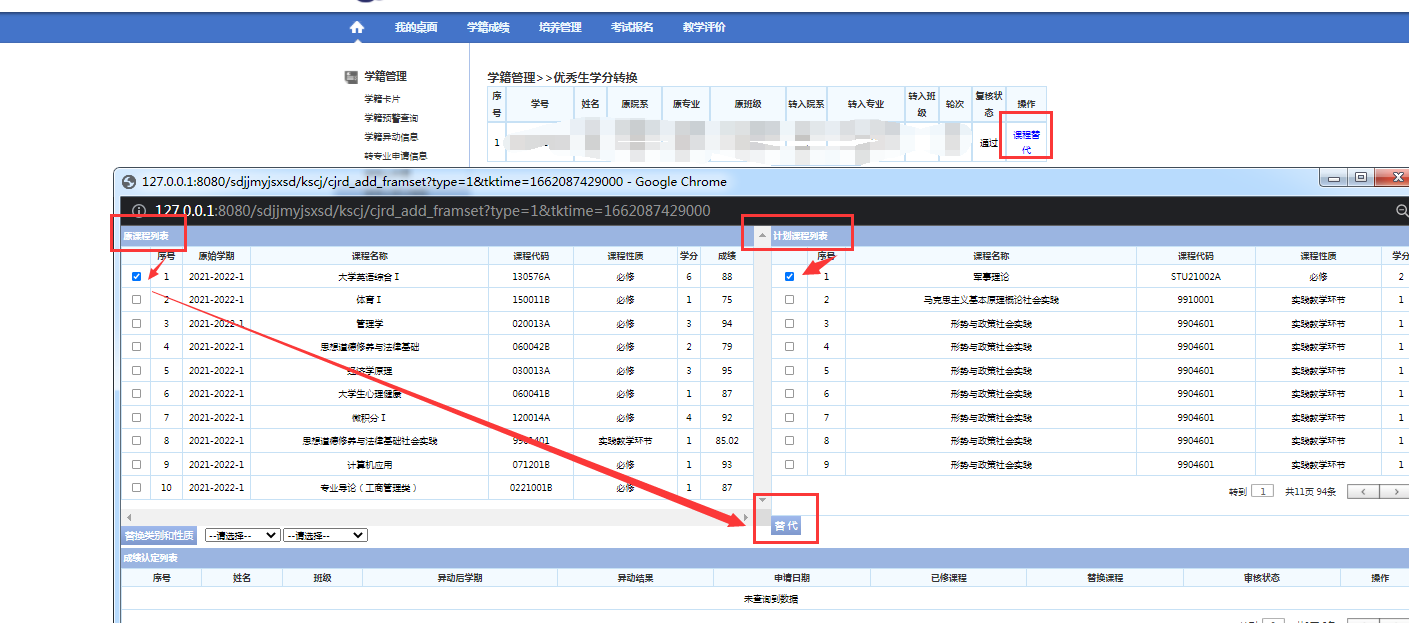 我的桌面 学籍成绩 培养管理 考试报名 教学评价
学籍管理
学籍卡片
学籍预警查询
学籍异动信息
转专业申请信息
学籍管理>>优秀生学分转换
序号 学号 姓名 原院系 原专业 原班级 转入院系 转入专业 转入班级 轮次 复核状态 操作
1 通过 课程替代
127.0.0.1:8080/sdjjmyjsxsd/kscj/cjrd_add_framset?type=1&tktime=1662087429000 - Google Chrome
127.0.0.1:8080/sdjjmyjsxsd/kscj/cjrd_add_framset?type=1&tktime=1662087429000
原课程列表
序号 原始学期 课程名称 课程代码 课程性质 学分 成绩
1 2021-2022-1 大学英语综合Ⅰ 130576A 必修 6 88
2 2021-2022-1 体育Ⅰ 150011B 必修 1 75
3 2021-2022-1 管理学 020013A 必修 3 94
4 2021-2022-1 思想道德修养与法律基础 060042B 必修 2 79
5 2021-2022-1 经济学原理 030013A 必修 3 95
6 2021-2022-1 大学生心理健康 060041B 必修 1 87
7 2021-2022-1 微积分Ⅰ 120014A 必修 4 92
8 2021-2022-1 思想道德修养与法律基础社会实践 9901401 实践教学环节 1 85.02
9 2021-2022-1 计算机应用 071201B 必修 1 93
10 2021-2022-1 专业导论（工商管理类） 0221001B 必修 1 87
计划课程列表
序号 课程名称 课程代码 课程性质 学分
1 军事理论 STU21002A 必修 2
2 马克思主义基本原理概论社会实践 9910001 实践教学环节 1
3 形势与政策社会实践 9904601 实践教学环节 1
4 形势与政策社会实践 9904601 实践教学环节 1
5 形势与政策社会实践 9904601 实践教学环节 1
6 形势与政策社会实践 9904601 实践教学环节 1
7 形势与政策社会实践 9904601 实践教学环节 1
8 形势与政策社会实践 9904601 实践教学环节 1
9 形势与政策社会实践 9904601 实践教学环节 1
转到 1 共11页 94条
替换类别和性质 --请选择-- --请选择-- 替代
成绩认定列表
序号 姓名 班级 异动后学期 异动结果 申请日期 已修课程 替换课程 审核状态 操作
未查询到数据